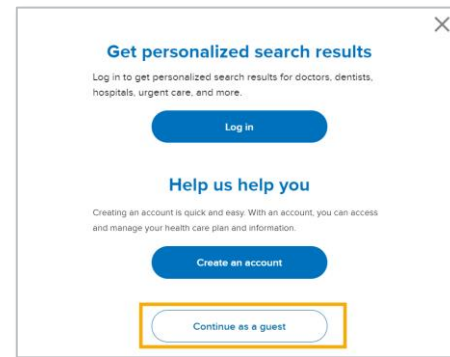 Get personalized search results
Log in to get personalized search results for doctors, dentists,
hospitals, urgent care, and more.
Log in
Help us help you
Creating an account is quick and easy. With an account, you can access
and manage your health care plan and information.
Create an account
Continue as a guest